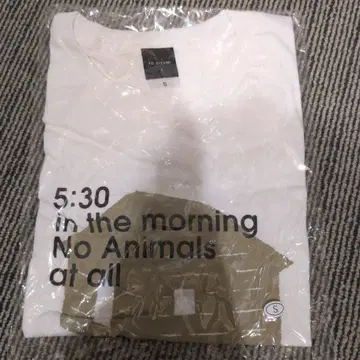 S
5:30
in the morning
No Animals
at all
S